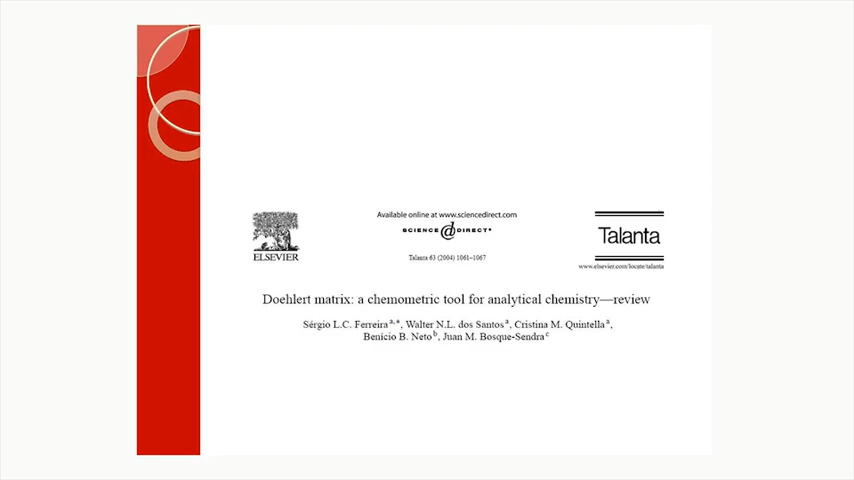 Available online at www.sciencedirect.com
SCIENCE @ DIRECT®
ELSEVIER
Talanta
Talanta 63 (2004) 1061–1067
www.elsevier.com/locate/talanta
Doehlert matrix: a chemometric tool for analytical chemistry—review
Sérgio L.C. Ferreira a,*, Walter N.L. dos Santos a, Cristina M. Quintella a,
Benício B. Neto b, Juan M. Bosque-Sendra c